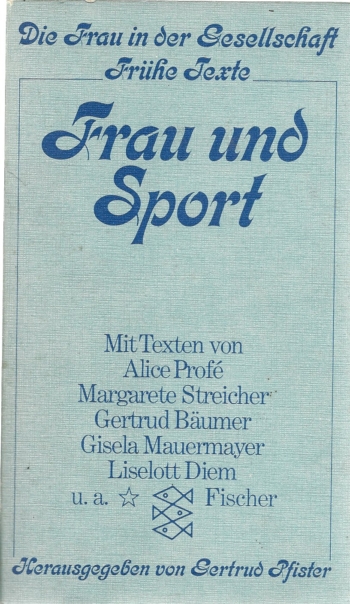 Die Frau in der Gesellschaft
Frühe Texte
Frau und
Sport
Mit Texten von
Alice Profé
Margarete Streicher
Gertrud Bäumer
Gisela Mauermayer
Liselott Diem
u. a. ☆ Fischer
Herausgegeben von Gertrud Pfister